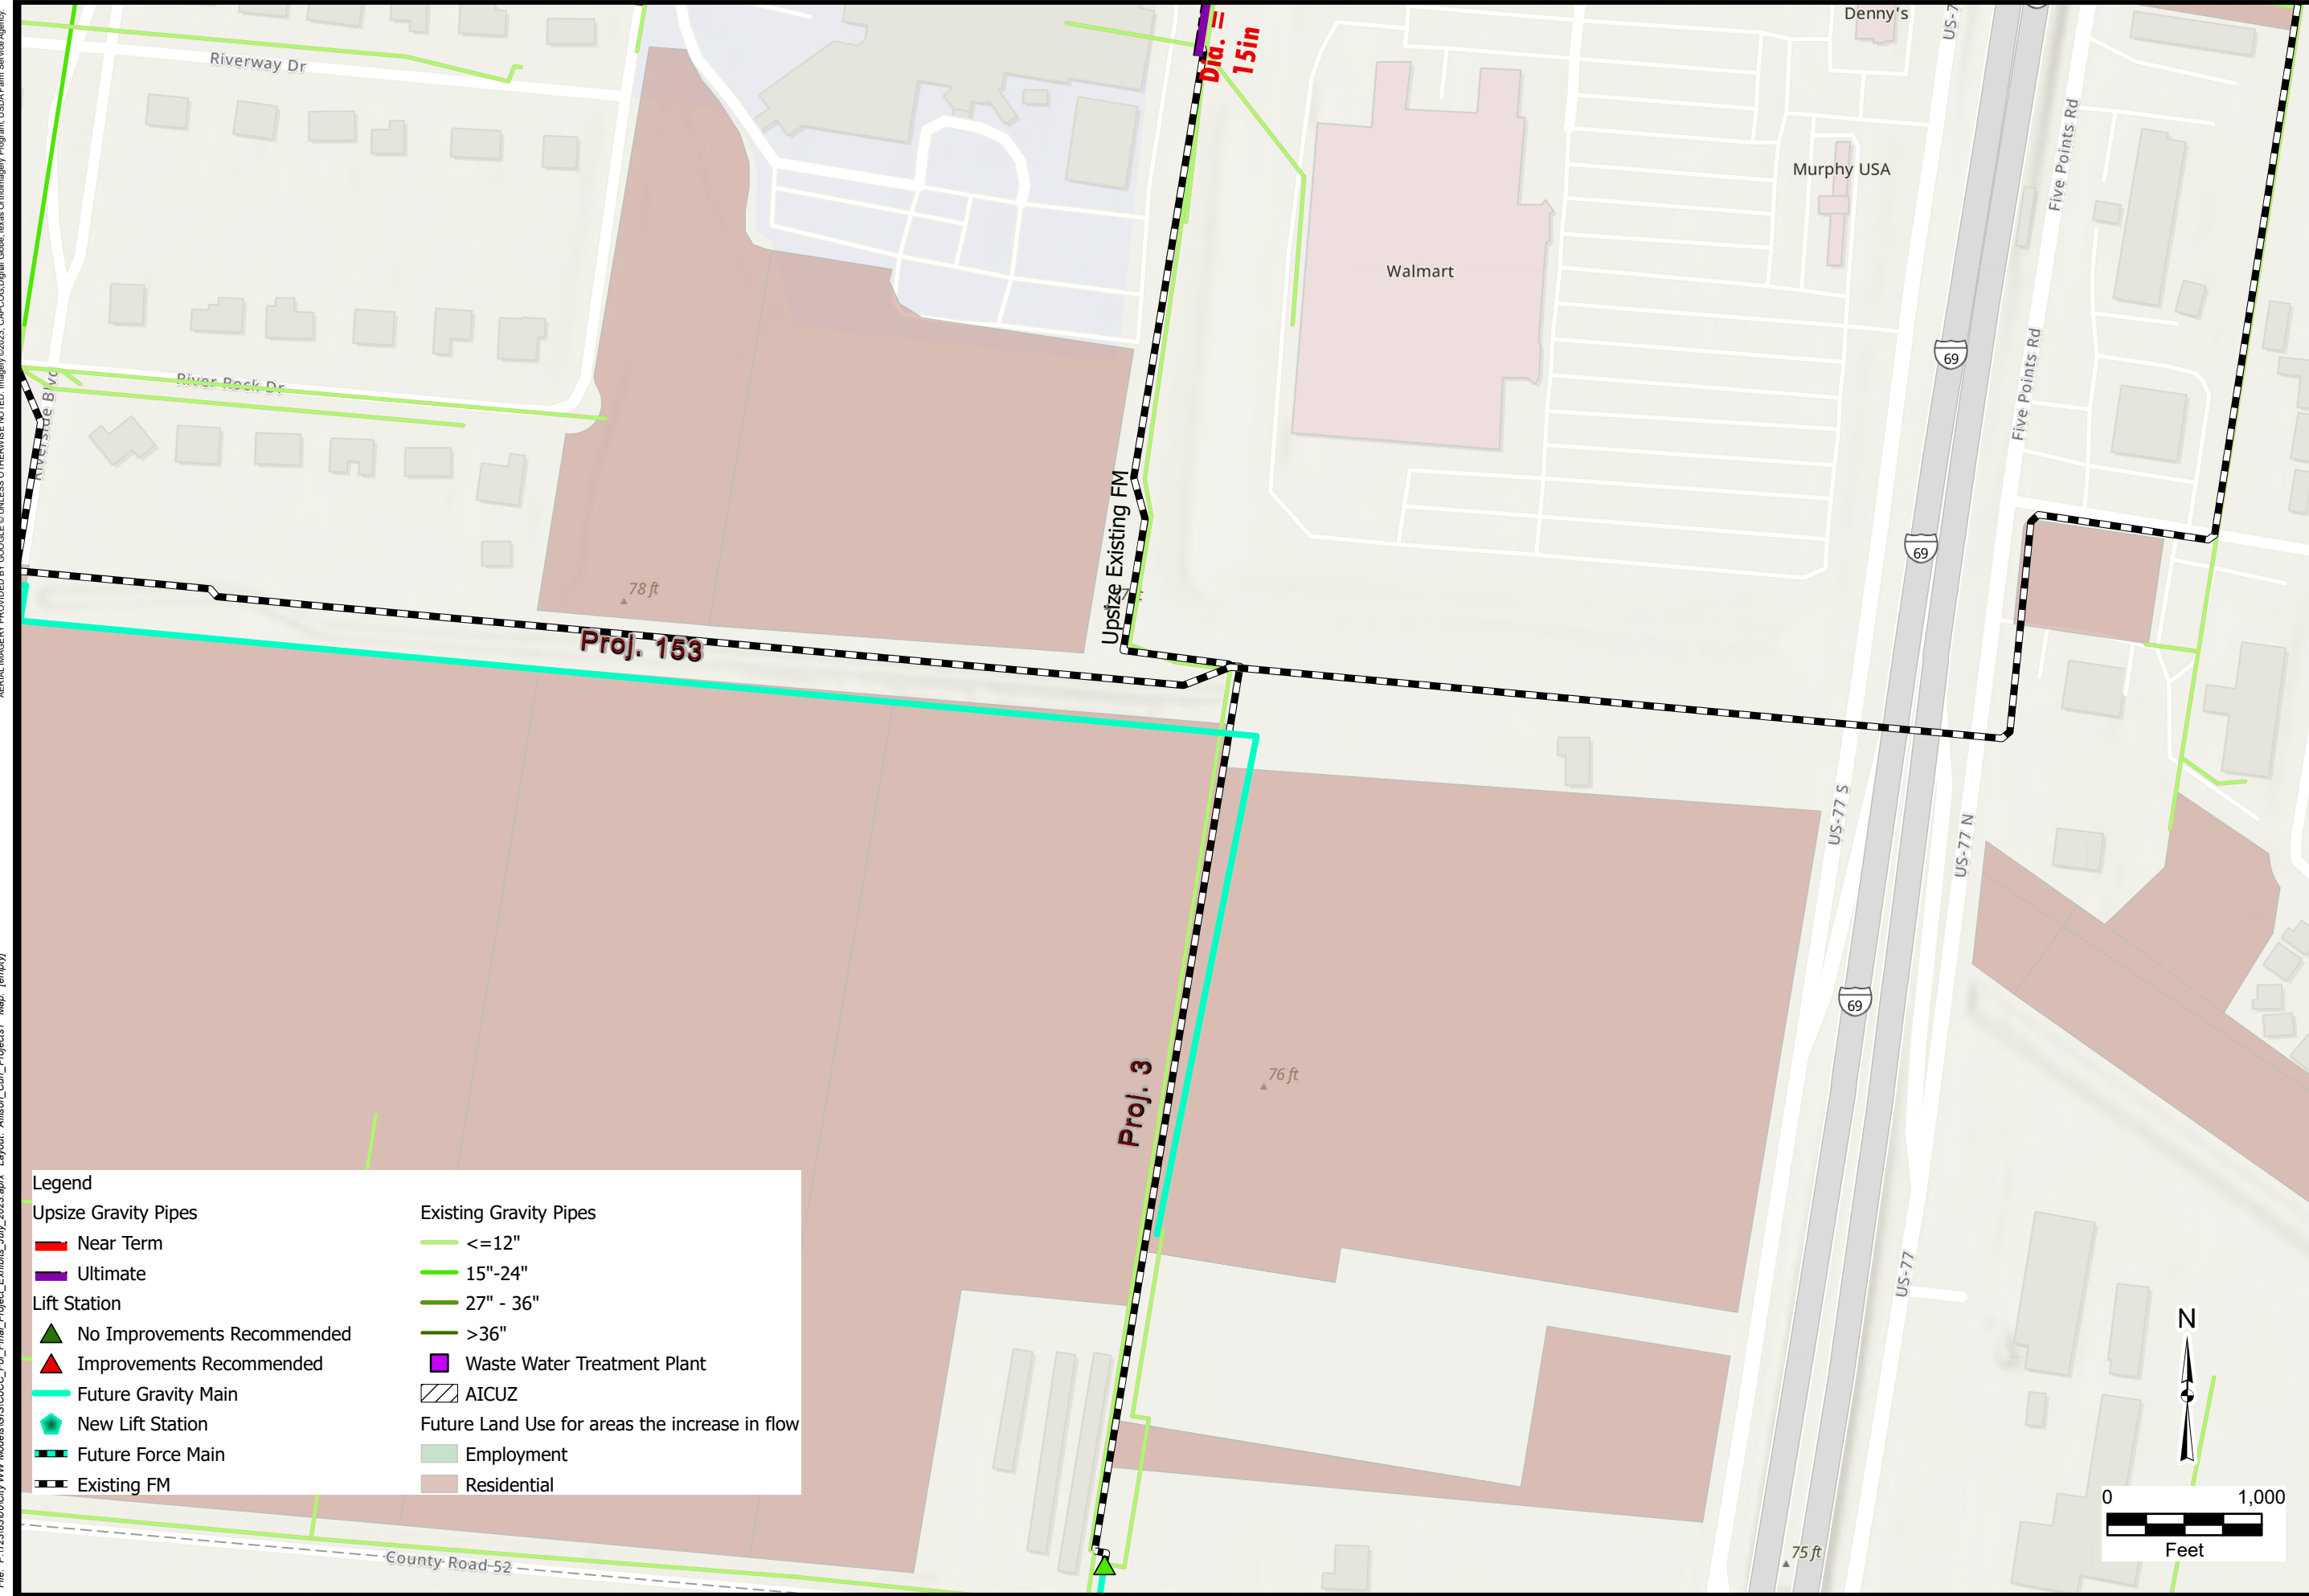 Denny's
US-7
Dia. =
15in
Riverway Dr
Five Points Rd
Murphy USA
Walmart
69
Five Points Rd
River Rock Dr
Upsize Existing FM
69
78 ft
Proj. 153
US-77 S
US-77 N
69
76 ft
Proj. 3
US-77
Legend
Upsize Gravity Pipes
Near Term
Ultimate
Lift Station
No Improvements Recommended
Improvements Recommended
Future Gravity Main
New Lift Station
Future Force Main
Existing FM
Existing Gravity Pipes
<=12"
15"-24"
27" - 36"
>36"
Waste Water Treatment Plant
AICUZ
Future Land Use for areas the increase in flow
Employment
Residential
N
0 1,000
Feet
75 ft
County Road 52